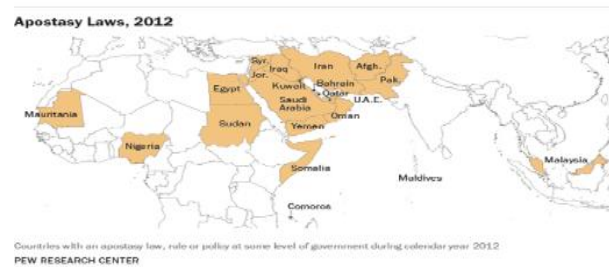 Apostasy Laws, 2012
Syr.
Iraq
Iran
Afgh.
Jor.
Kuwait
Bahrain
Pak.
Egypt
Qatar
Saudi
Arabia
U.A.E.
Mauritania
Oman
Sudan
Yemen
Nigeria
Malaysia
Somalia
Maldives
Comoros
Countries with an apostasy law, rule or policy at some level of government during calendar year 2012
PEW RESEARCH CENTER